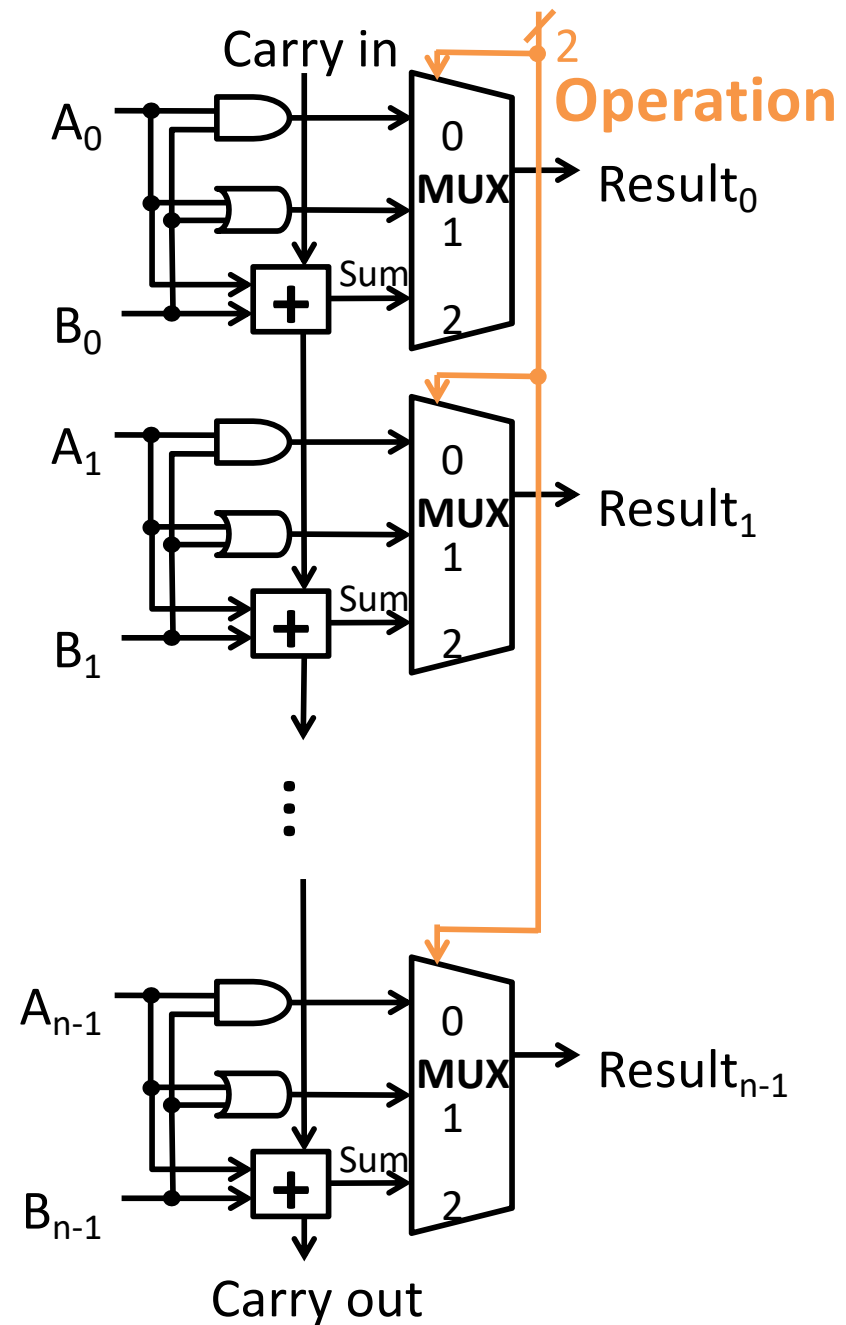 Carry in
2
Operation
A0
0
MUX
1
2
Result0
Sum
+
B0
A1
0
MUX
1
2
Result1
Sum
+
B1
⋮
An-1
0
MUX
1
2
Resultn-1
Sum
+
Bn-1
Carry out